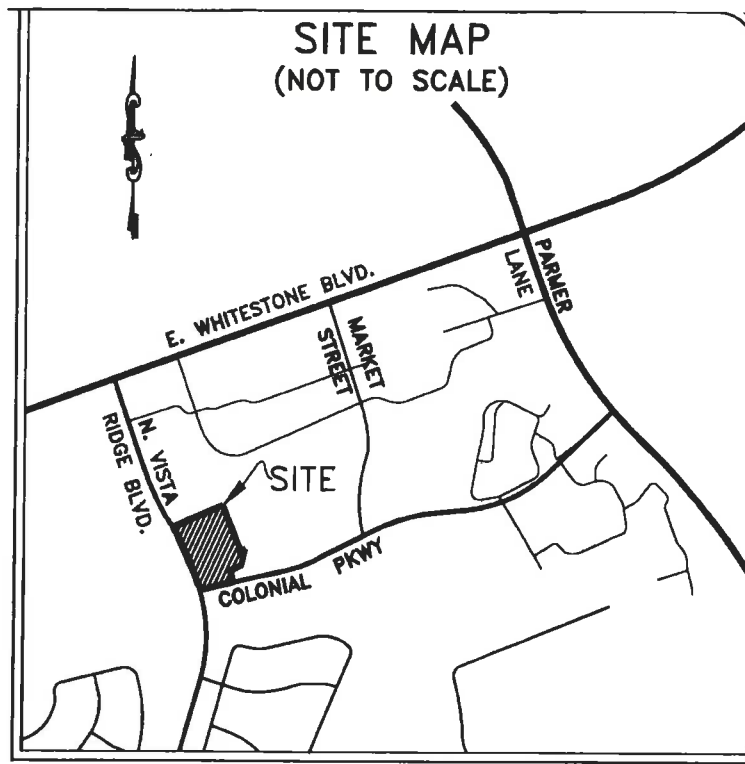 SITE MAP
(NOT TO SCALE)
E. WHITESTONE BLVD.
PARMER
LANE
MARKET
STREET
N. VISTA
RIDGE BLVD.
SITE
COLONIAL PKWY